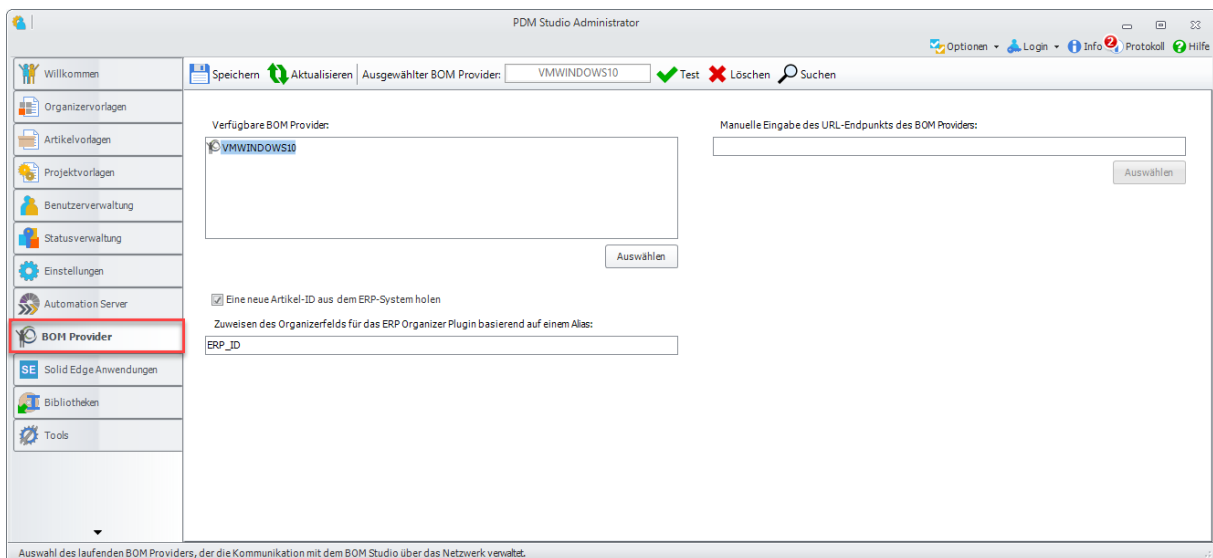 PDM Studio Administrator
Optionen Login Info 2 Protokoll Hilfe
Willkommen
Speichern Aktualisieren Ausgewählter BOM Provider: VMWINDOWS10 Test Löschen Suchen
Organizervorlagen
Artikelvorlagen
Projektvorlagen
Benutzerverwaltung
Statusverwaltung
Einstellungen
Automation Server
BOM Provider
SE Solid Edge Anwendungen
Bibliotheken
Tools
Verfügbare BOM Provider:
VMWINDOWS10
Auswählen
Manuelle Eingabe des URL-Endpunkts des BOM Providers:
Auswählen
Eine neue Artikel-ID aus dem ERP-System holen
Zuweisen des Organizerfelds für das ERP Organizer Plugin basierend auf einem Alias:
ERP_ID
Auswahl des laufenden BOM Providers, der die Kommunikation mit dem BOM Studio über das Netzwerk verwaltet.